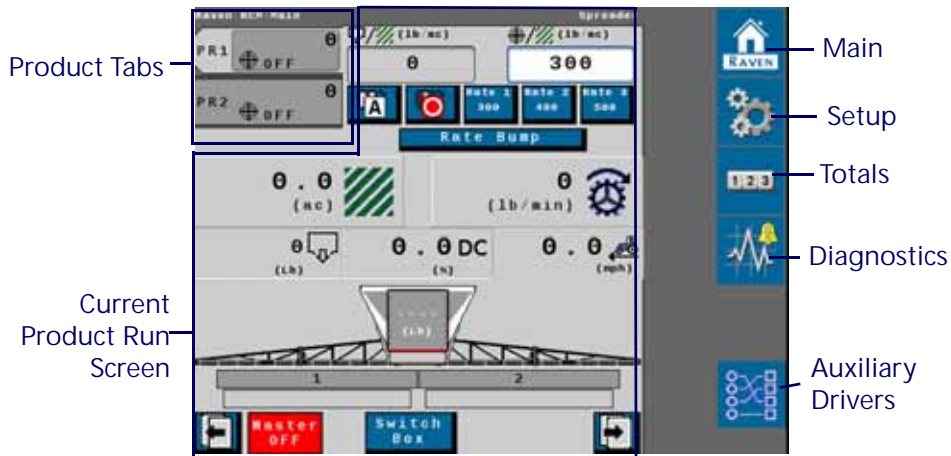 Raven RCM Main
Spreader
PR1
0
OFF
PR2
0
OFF
(lb/ac)
0
(lb/ac)
300
A
Rate 1
300
Rate 2
400
Rate 3
500
Rate Bump
0.0
(ac)
0
(lb/min)
0
(Lb)
0.0 DC
(%)
0.0
(mph)
----
(Lb)
1
2
Master
OFF
Switch
Box
RAVEN
1 2 3
Product Tabs
Current
Product Run
Screen
Main
Setup
Totals
Diagnostics
Auxiliary
Drivers